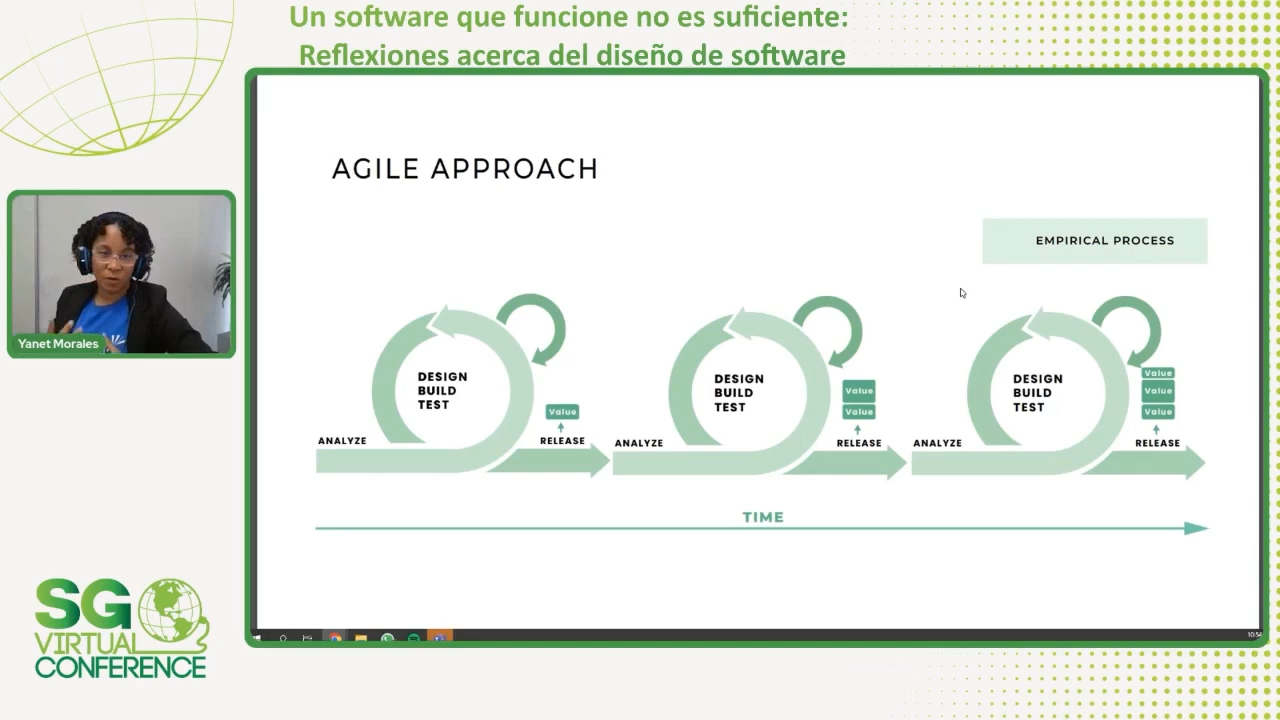 Un software que funcione no es suficiente:
Reflexiones acerca del diseño de software
AGILE APPROACH
EMPIRICAL PROCESS
DESIGN
BUILD
TEST
Value
ANALYZE
RELEASE
DESIGN
BUILD
TEST
Value
Value
ANALYZE
RELEASE
DESIGN
BUILD
TEST
Value
Value
Value
ANALYZE
RELEASE
TIME
Yanet Morales
SG
VIRTUAL
CONFERENCE